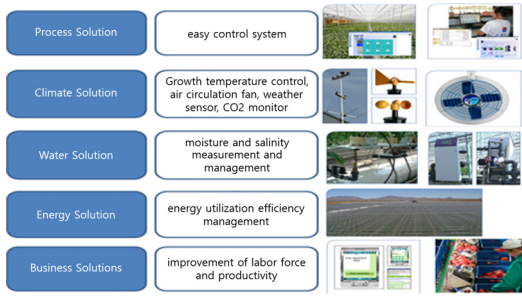 Process Solution
easy control system
Climate Solution
Growth temperature control,
air circulation fan, weather
sensor, CO2 monitor
Water Solution
moisture and salinity
measurement and
management
Energy Solution
energy utilization efficiency
management
Business Solutions
improvement of labor force
and productivity